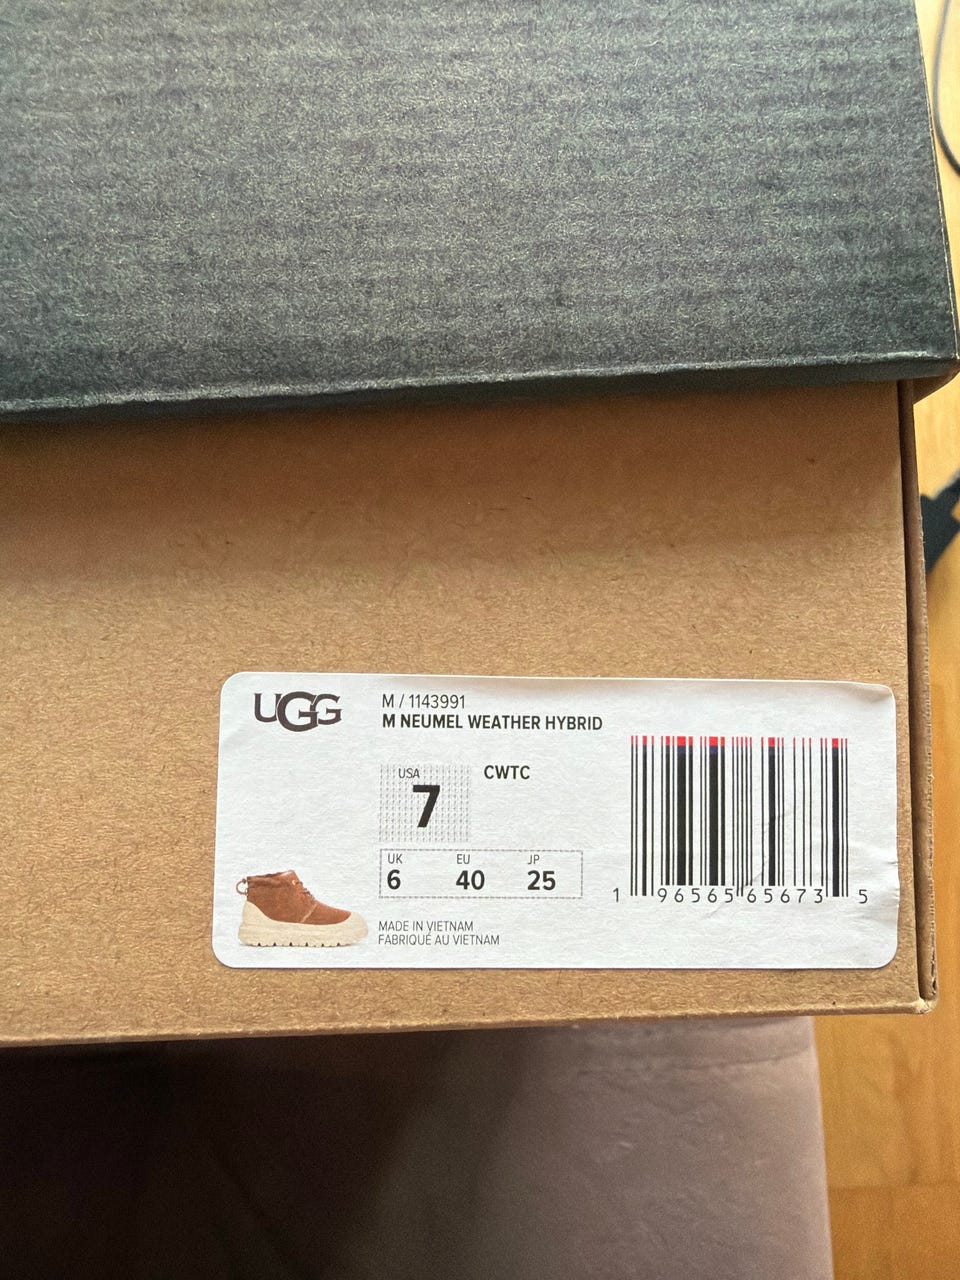 UGG
M / 1143991
M NEUMEL WEATHER HYBRID
USA
7
CWTC
UK EU JP
6 40 25
MADE IN VIETNAM
FABRIQUÉ AU VIETNAM
1 96565 65673 5